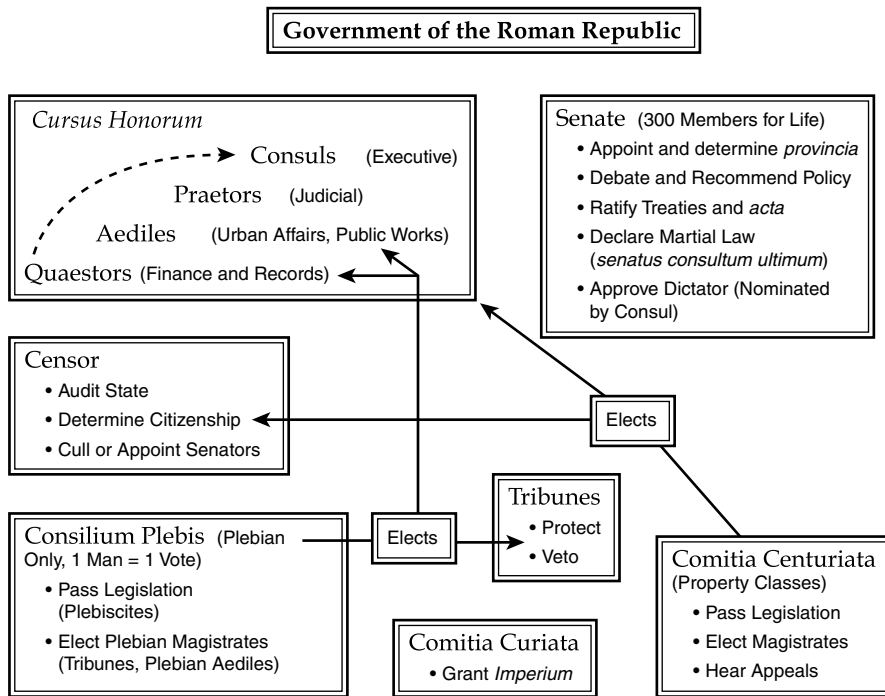 Government of the Roman Republic
Cursus Honorum
Consuls (Executive)
Praetors (Judicial)
Aediles (Urban Affairs, Public Works)
Quaestors (Finance and Records)
Senate (300 Members for Life)
• Appoint and determine provincia
• Debate and Recommend Policy
• Ratify Treaties and acta
• Declare Martial Law
(senatus consultum ultimum)
• Approve Dictator (Nominated
by Consul)
Censor
• Audit State
• Determine Citizenship
• Cull or Appoint Senators
Elects
Consilium Plebis (Plebian
Only, 1 Man = 1 Vote)
• Pass Legislation
(Plebiscites)
• Elect Plebian Magistrates
(Tribunes, Plebian Aediles)
Elects
Tribunes
• Protect
• Veto
Comitia Curiata
• Grant Imperium
Comitia Centuriata
(Property Classes)
• Pass Legislation
• Elect Magistrates
• Hear Appeals